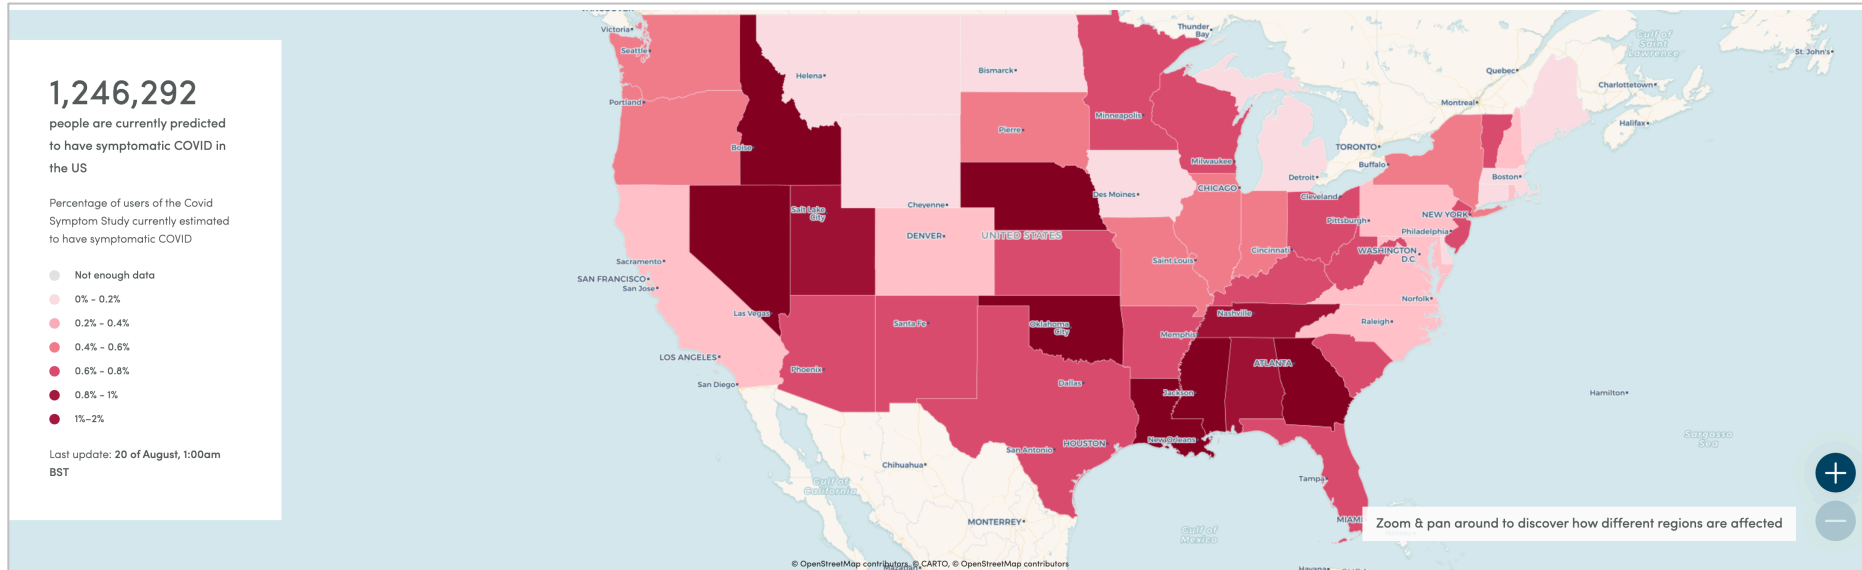 1,246,292
people are currently predicted
to have symptomatic COVID in
the US
Percentage of users of the Covid
Symptom Study currently estimated
to have symptomatic COVID
Not enough data
0% - 0.2%
0.2% - 0.4%
0.4% - 0.6%
0.6% - 0.8%
0.8% - 1%
1%–2%
Last update: 20 of August, 1:00am
BST
Victoria
Seattle
Portland
Boise
Helena
Bismarck
Pierre
Minneapolis
Milwaukee
Thunder
Bay
Quebec
Montreal
TORONTO
Buffalo
Boston
Gulf of
Saint
Lawrence
St. John's
Charlottetown
Halifax
Detroit
CHICAGO
Cleveland
Pittsburgh
NEW YORK
Philadelphia
Des Moines
Cheyenne
Salt Lake
City
DENVER
UNITED STATES
Sacramento
SAN FRANCISCO
San Jose
Las Vegas
LOS ANGELES
San Diego
Saint Louis
Cincinnati
WASHINGTON
D.C.
Norfolk
Raleigh
Nashville
Memphis
Santa Fe
Oklahoma
City
Phoenix
Dallas
ATLANTA
Jackson
New Orleans
HOUSTON
San Antonio
Tampa
MIAMI
Hamilton
Sargasso
Sea
Chihuahua
Gulf of
California
MONTERREY
Gulf of
Mexico
Zoom & pan around to discover how different regions are affected
© OpenStreetMap contributors, © CARTO, © OpenStreetMap contributors